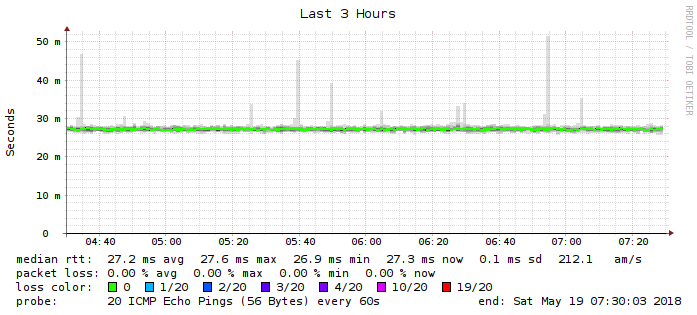 Last 3 Hours
RRDTOOL / TOBI OETIKER
Seconds
50 m
40 m
30 m
20 m
10 m
0
04:40 05:00 05:20 05:40 06:00 06:20 06:40 07:00 07:20
median rtt: 27.2 ms avg 27.6 ms max 26.9 ms min 27.3 ms now 0.1 ms sd 212.1 am/s
packet loss: 0.00 % avg 0.00 % max 0.00 % min 0.00 % now
loss color: 0 1/20 2/20 3/20 4/20 10/20 19/20
probe: 20 ICMP Echo Pings (56 Bytes) every 60s end: Sat May 19 07:30:03 2018